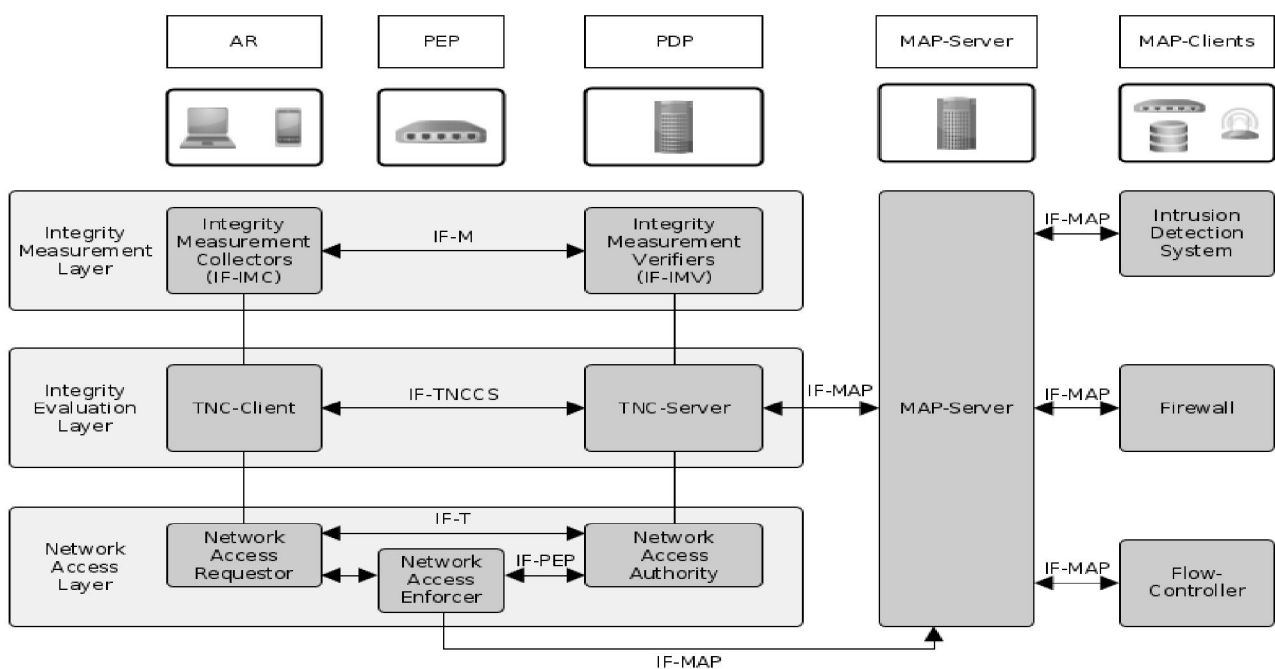 AR
PEP
PDP
MAP-Server
MAP-Clients
Integrity
Measurement
Layer
Integrity
Measurement
Collectors
(IF-IMC)
IF-M
Integrity
Measurement
Verifiers
(IF-IMV)
IF-MAP
Intrusion
Detection
System
Integrity
Evaluation
Layer
TNC-Client
IF-TNCCS
TNC-Server
IF-MAP
MAP-Server
IF-MAP
Firewall
Network
Access
Layer
Network
Access
Requestor
IF-T
Network
Access
Enforcer
IF-PEP
Network
Access
Authority
IF-MAP
Flow-
Controller
IF-MAP